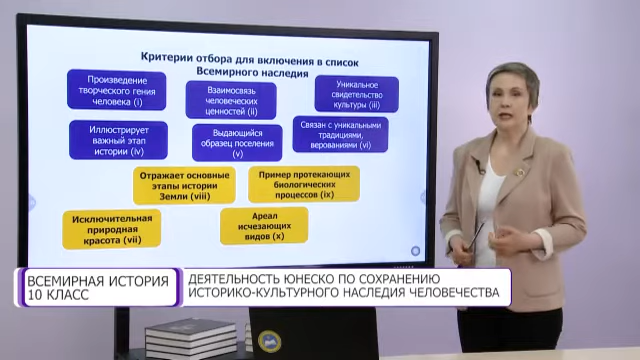 Критерии отбора для включения в список
Всемирного наследия
Произведение
творческого гения
человека (i)
Взаимосвязь
человеческих
ценностей (ii)
Уникальное
свидетельство
культуры (iii)
Иллюстрирует
важный этап
истории (iv)
Выдающийся
образец поселения
(v)
Связан с уникальными
традициями,
верованиями (vi)
Отражает основные
этапы истории
Земли (viii)
Пример протекающих
биологических
процессов (ix)
Исключительная
природная
красота (vii)
Ареал
исчезающих
видов (x)
ВСЕМИРНАЯ ИСТОРИЯ
10 КЛАСС
ДЕЯТЕЛЬНОСТЬ ЮНЕСКО ПО СОХРАНЕНИЮ
ИСТОРИКО-КУЛЬТУРНОГО НАСЛЕДИЯ ЧЕЛОВЕЧЕСТВА